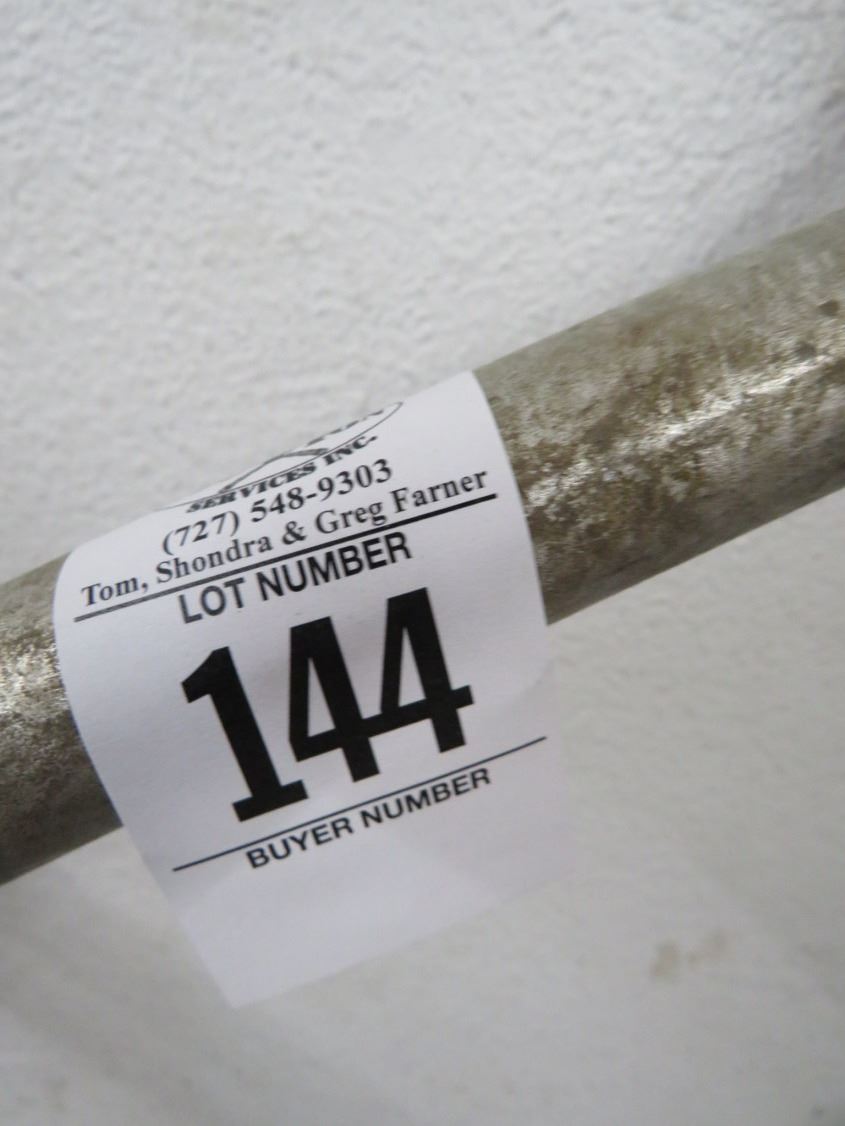 SERVICES INC.
(727) 548-9303
Tom, Shondra & Greg Farner
LOT NUMBER
144
BUYER NUMBER